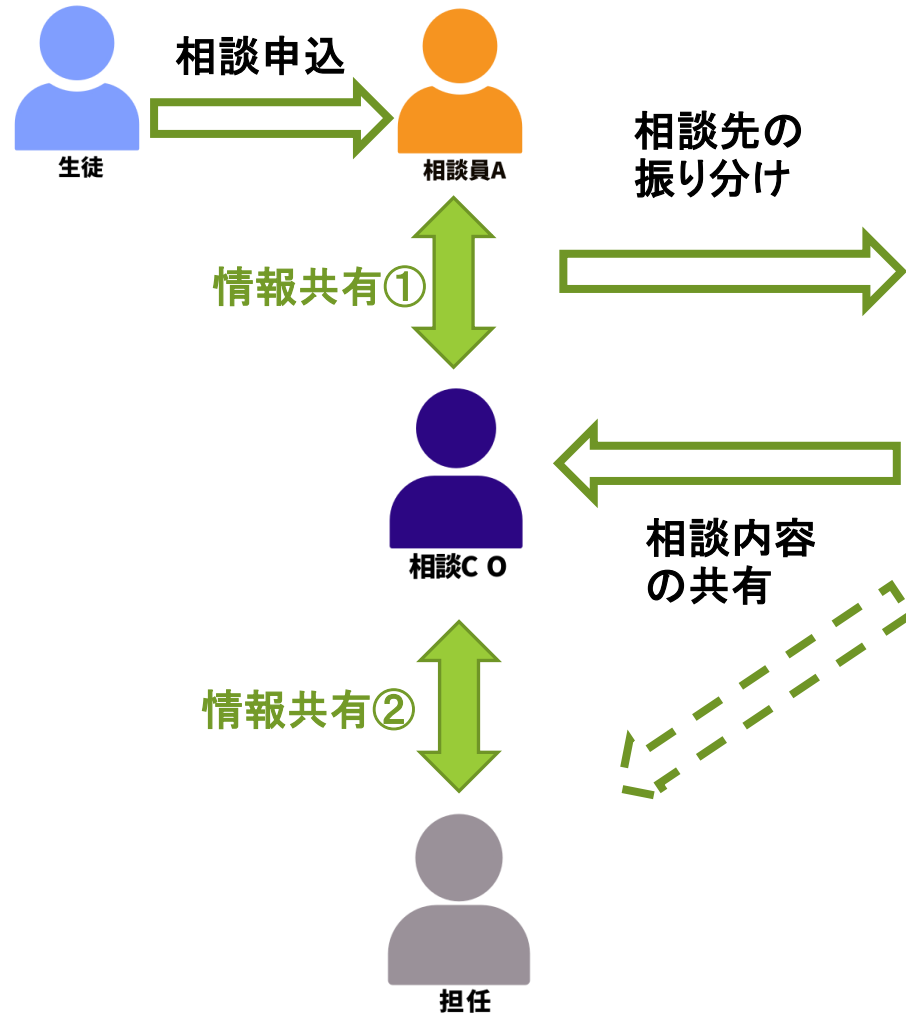 相談申込
生徒
相談員A
相談先の
振り分け
情報共有①
相談内容
の共有
相談C O
情報共有②
担任